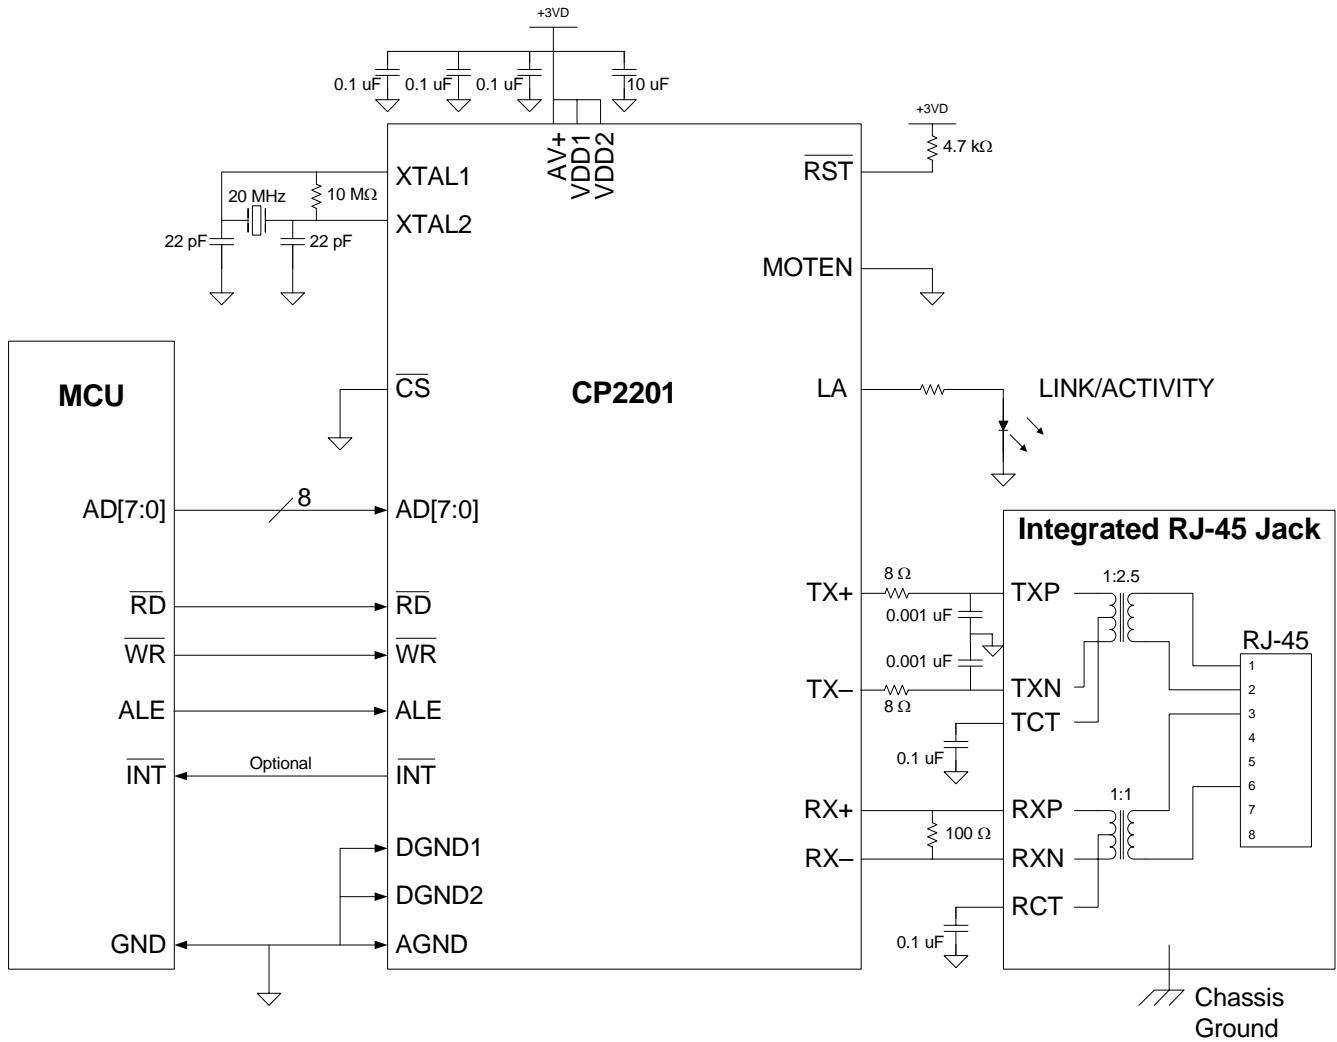 +3VD
0.1 uF
0.1 uF
0.1 uF
10 uF
AV+
VDD1
VDD2
+3VD
4.7 kΩ
RST
XTAL1
20 MHz
10 MΩ
XTAL2
22 pF
22 pF
MOTEN
MCU
CS
CP2201
LA
LINK/ACTIVITY
AD[7:0]
8
AD[7:0]
Integrated RJ-45 Jack
RD
RD
TX+
8 Ω
0.001 uF
TXP
1:2.5
WR
WR
0.001 uF
RJ-45
TX–
8 Ω
TXN
ALE
ALE
TCT
0.1 uF
INT
Optional
INT
1
2
3
4
5
6
7
8
RX+
RXP
1:1
100 Ω
DGND1
RX–
RXN
DGND2
RCT
GND
AGND
0.1 uF
Chassis
Ground